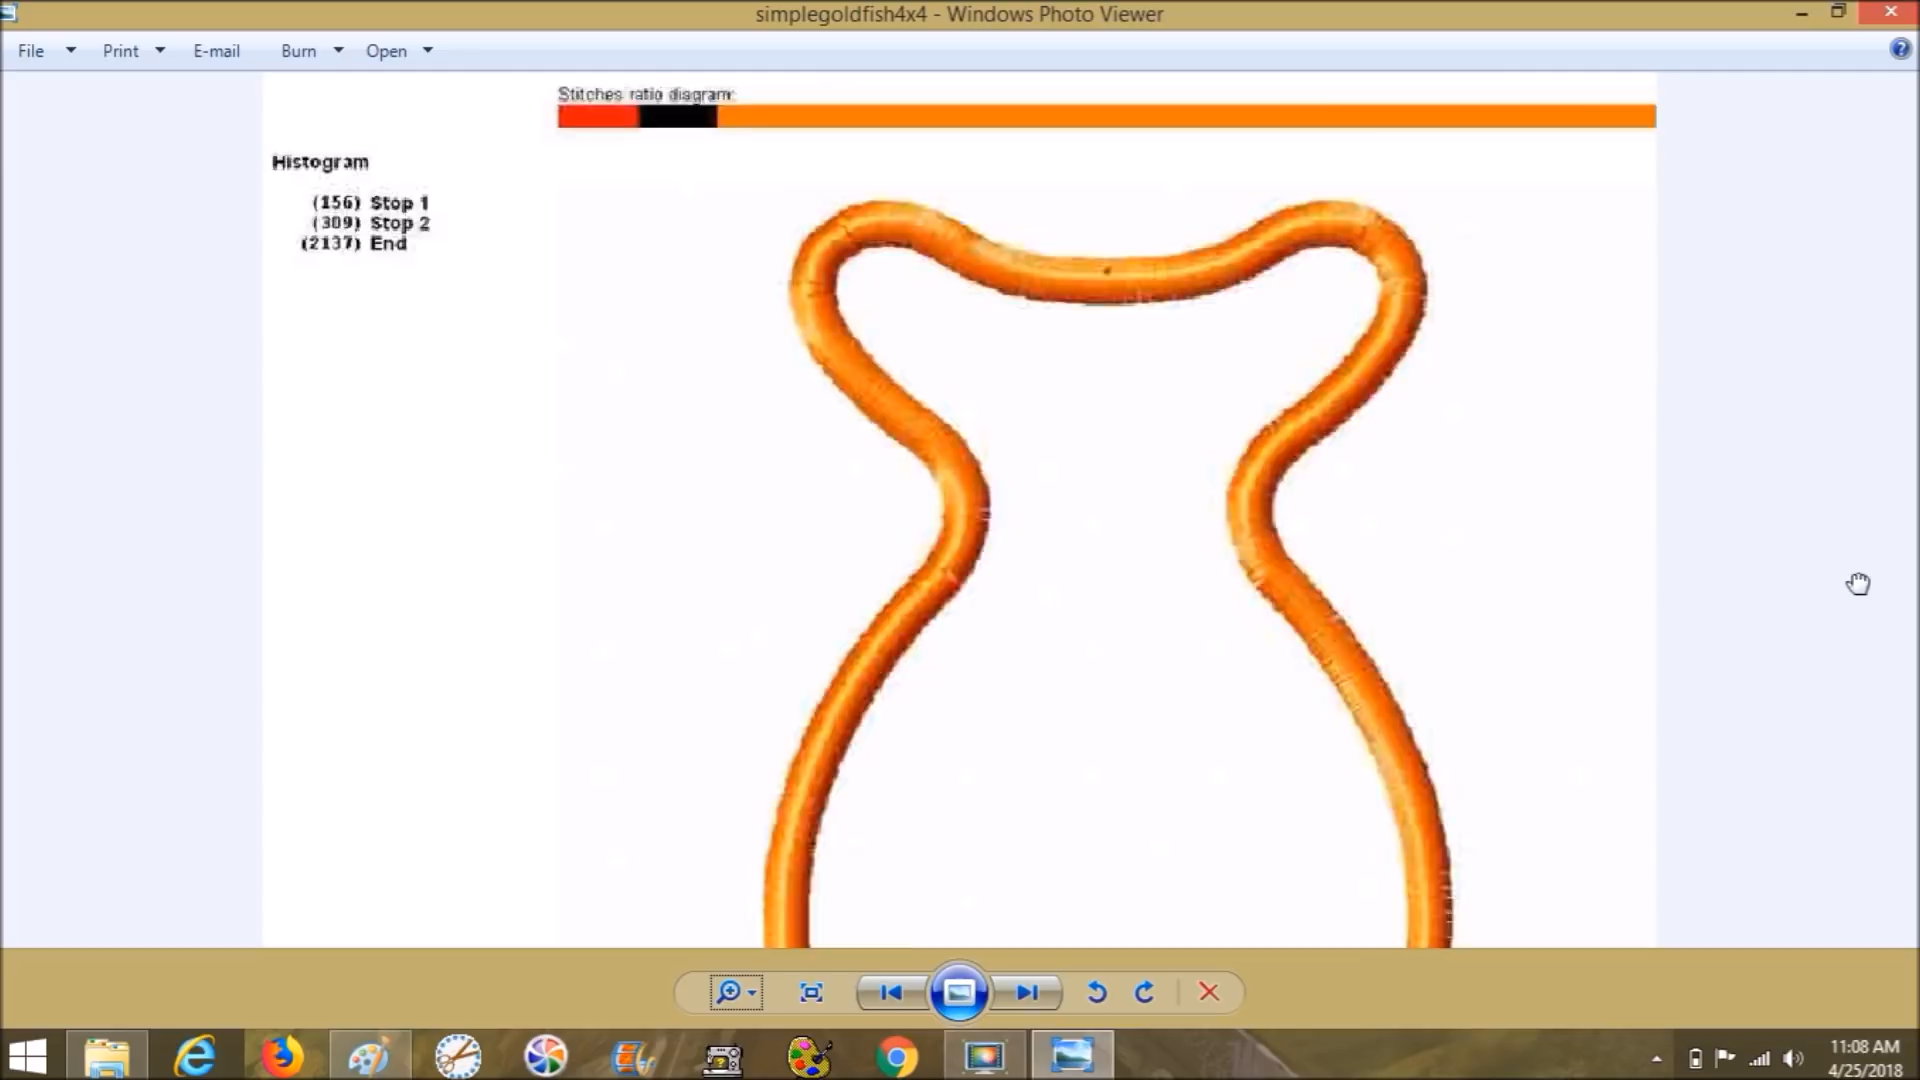 simplegoldfish4x4 - Windows Photo Viewer
File Print E-mail Burn Open
Stitches ratio diagram:
Histogram
(156) Stop 1
(309) Stop 2
(2137) End
11:08 AM
4/25/2018